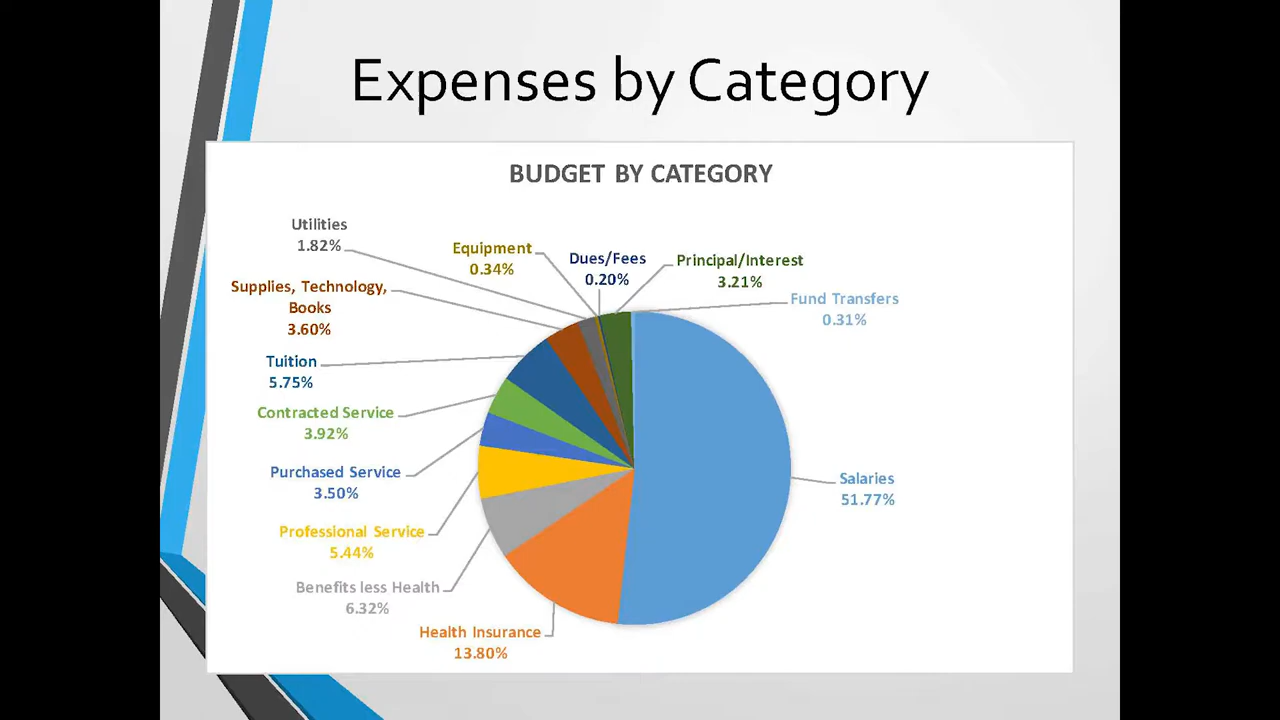 Expenses by Category
BUDGET BY CATEGORY
Utilities
1.82%
Equipment
0.34%
Dues/Fees
0.20%
Principal/Interest
3.21%
Fund Transfers
0.31%
Supplies, Technology,
Books
3.60%
Tuition
5.75%
Contracted Service
3.92%
Purchased Service
3.50%
Salaries
51.77%
Professional Service
5.44%
Benefits less Health
6.32%
Health Insurance
13.80%